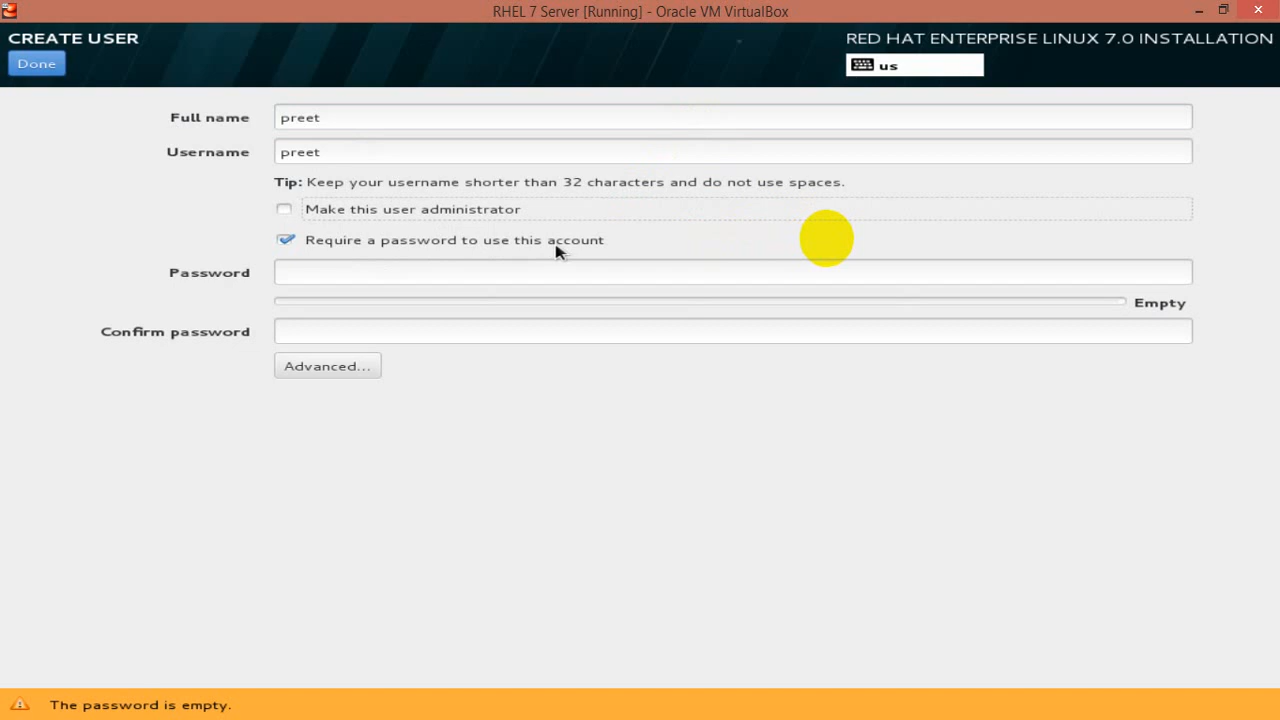 RHEL 7 Server [Running] - Oracle VM VirtualBox
CREATE USER
RED HAT ENTERPRISE LINUX 7.0 INSTALLATION
Done
us
Full name preet
Username preet
Tip: Keep your username shorter than 32 characters and do not use spaces.
Make this user administrator
Require a password to use this account
Password
Empty
Confirm password
Advanced...
The password is empty.